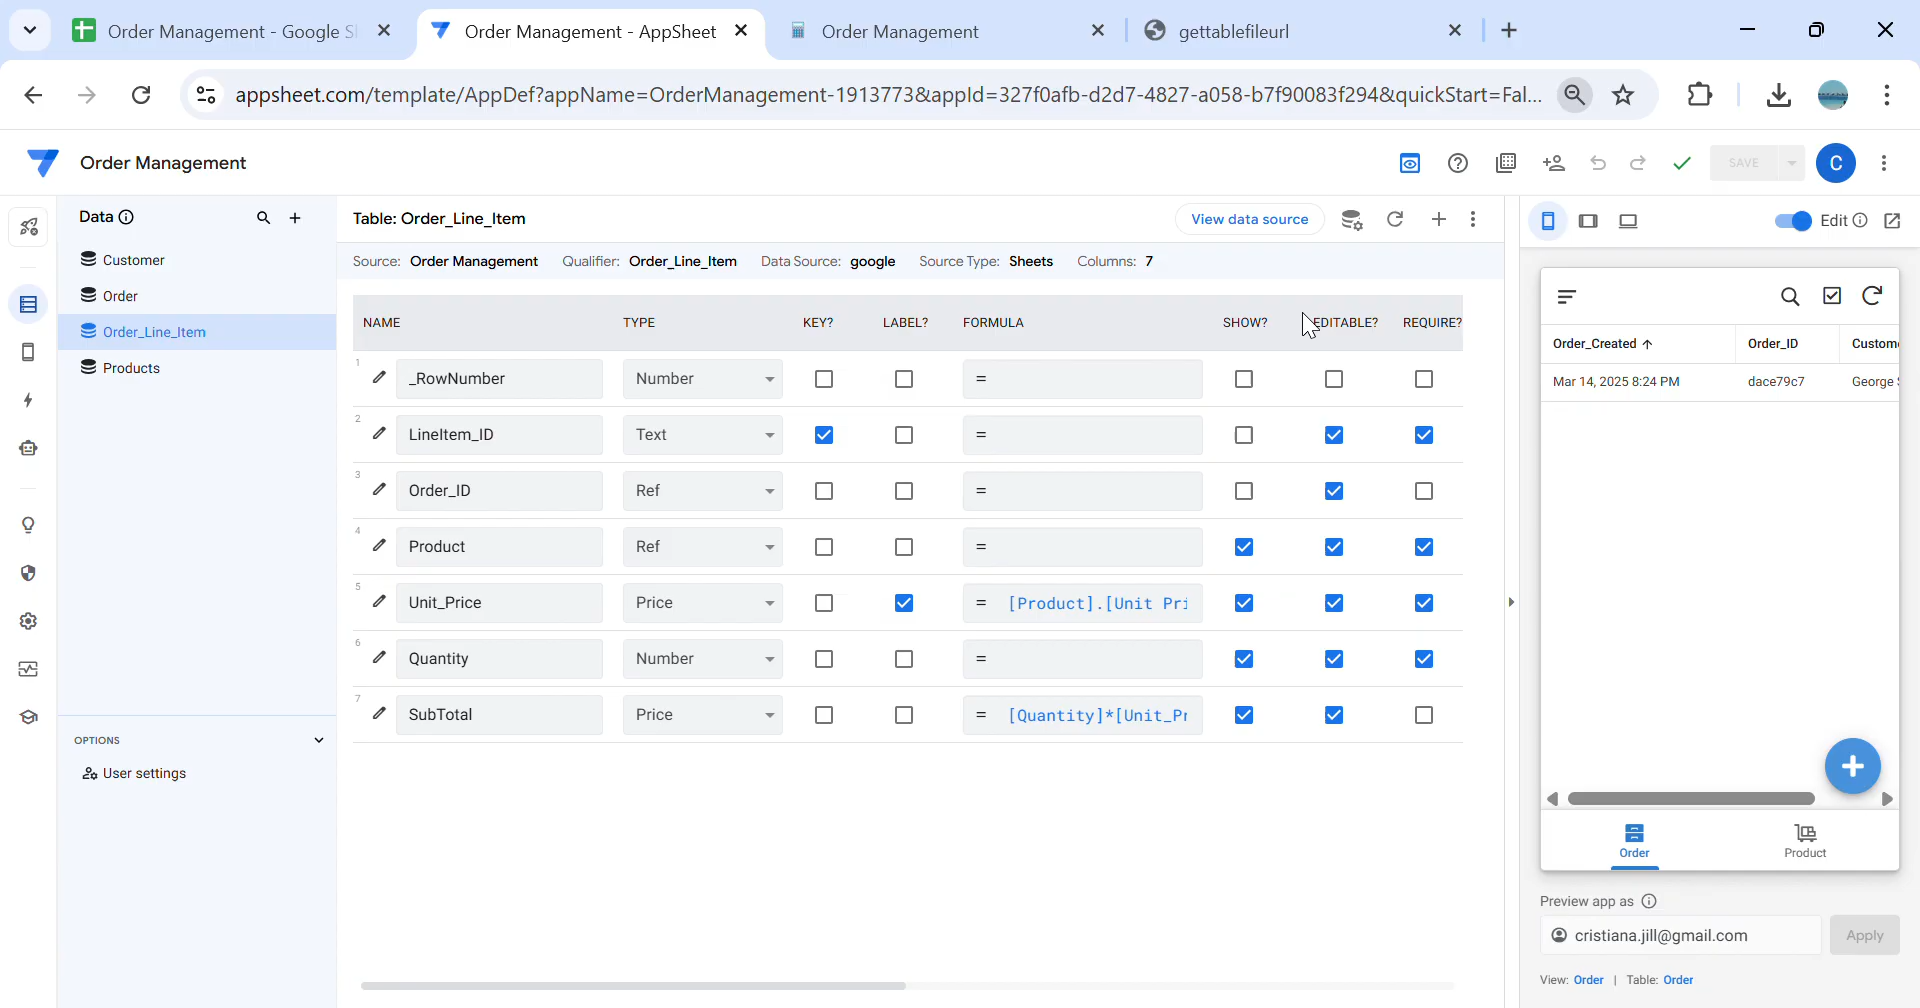 Order Management - Google S
Order Management - AppSheet
Order Management
gettablefileurl
appsheet.com/template/AppDef?appName=OrderManagement-1913773&appId=327f0afb-d2d7-4827-a058-b7f90083f294&quickStart=Fal...
Order Management
SAVE
C
Data
Customer
Order
Order_Line_Item
Products
OPTIONS
User settings
Table: Order_Line_Item
View data source
Source: Order Management Qualifier: Order_Line_Item Data Source: google Source Type: Sheets Columns: 7
NAME TYPE KEY? LABEL? FORMULA SHOW? EDITABLE? REQUIRE?
1 _RowNumber Number =
2 LineItem_ID Text =
3 Order_ID Ref =
4 Product Ref =
5 Unit_Price Price = [Product].[Unit Pri
6 Quantity Number =
7 SubTotal Price = [Quantity]*[Unit_Pr
Edit
Order_Created Order_ID Custom
Mar 14, 2025 8:24 PM dace79c7 George
Order Product
Preview app as
cristiana.jill@gmail.com Apply
View: Order | Table: Order